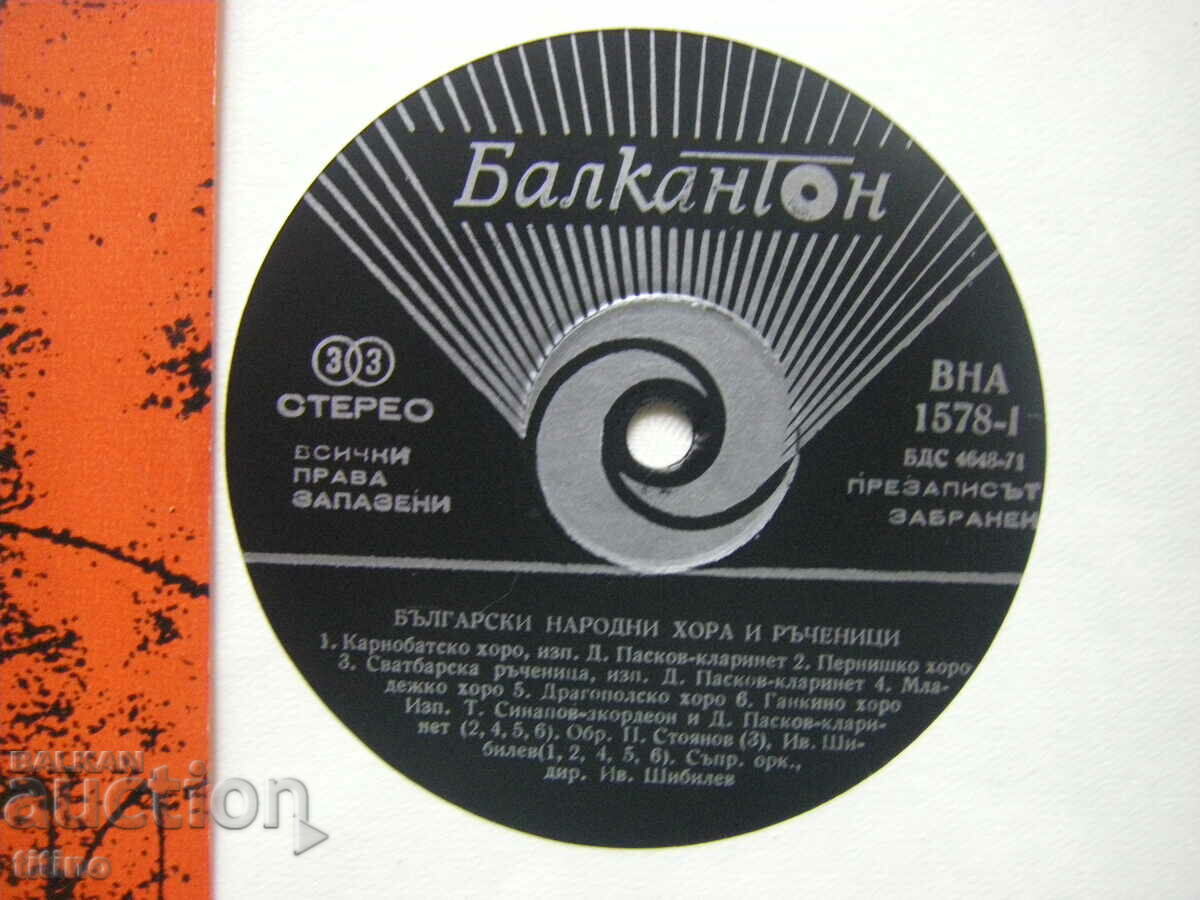 Балкантон
33
СТЕРЕО
ВСИЧКИ
ПРАВА
ЗАПАЗЕНИ
ВНА
1578-I
БДС 4648-71
ПРЕЗАПИСЪТ
ЗАБРАНЕН
БЪЛГАРСКИ НАРОДНИ ХОРА И РЪЧЕНИЦИ
1. Карнобатско хоро, изп. Д. Пасков-кларинет 2. Пернишко хоро
3. Сватбарска ръченица, изп. Д. Пасков-кларинет 4. Мла-
дежко хоро 5. Драгополско хоро 6. Ганкино хоро
Изп. Т. Синапов-акордеон и Д. Пасков-клари-
нет (2, 4, 5, 6). Обр. П. Стоянов (3), Ив. Ши-
билев(1, 2, 4, 5, 6). Съпр. орк.,
дир. Ив. Шибилев
BALKAN
auction
titino